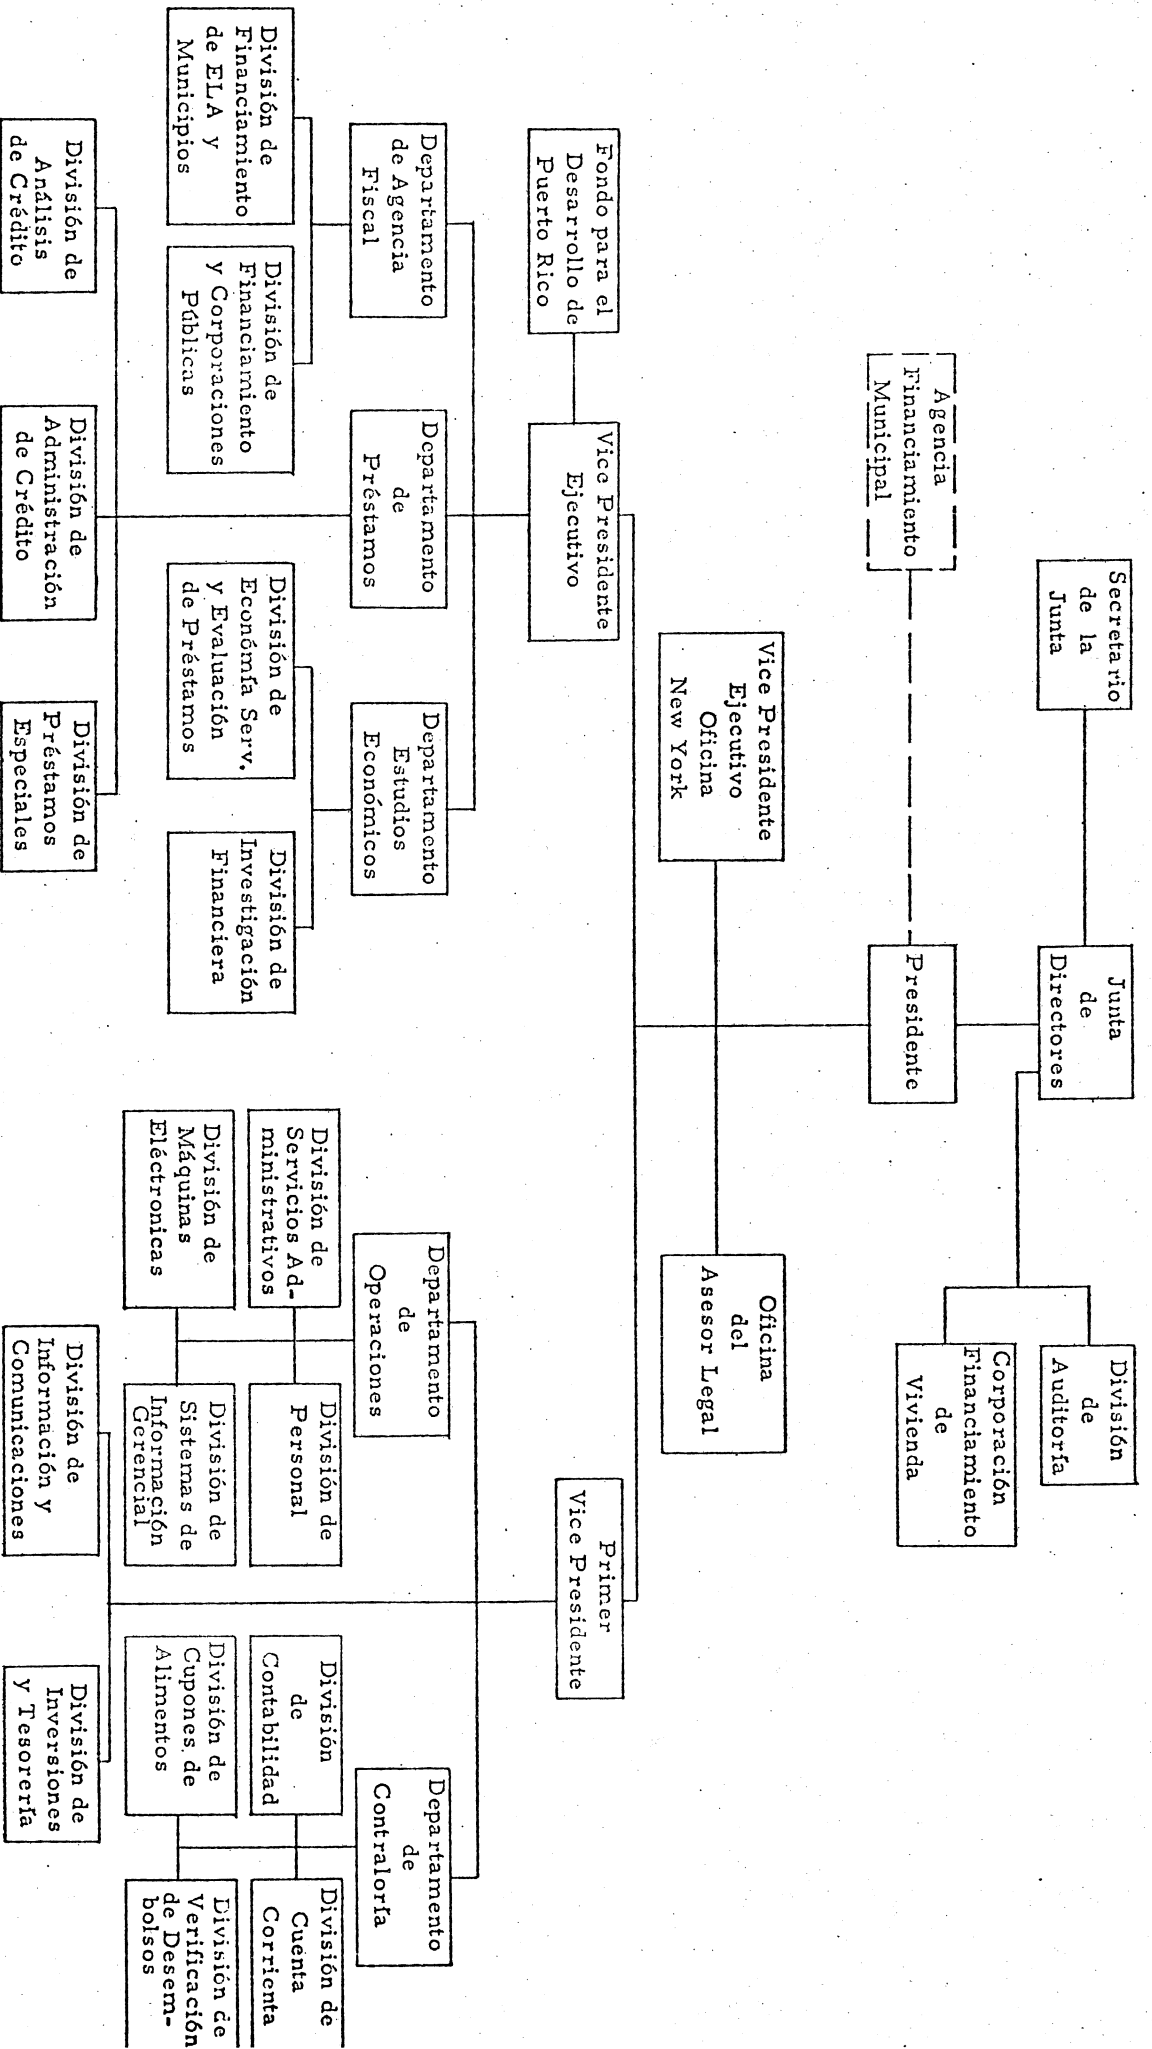 Secretario
de la
Junta
Junta
de
Directores
División
de
Auditoría
Corporación
Financiamiento
de
Vivienda
Agencia
Financiamiento
Municipal
Presidente
Vice Presidente
Ejecutivo
Oficina
New York
Oficina
del
Asesor Legal
Fondo para el
Desarrollo de
Puerto Rico
Vice Presidente
Ejecutivo
Primer
Vice Presidente
Departamento
de Agencia
Fiscal
Departamento
de
Préstamos
Departamento
Estudios
Económicos
Departamento
de
Operaciones
Departamento
de
Contraloría
División de
Financiamiento
de ELA y
Municipios
División de
Financiamiento
y Corporaciones
Públicas
División de
Económía Serv.
y Evaluación
de Préstamos
División de
Investigación
Financiera
División de
Servicios Ad-
ministrativos
División de
Personal
División
de
Contabilidad
División de
Cuenta
Corrienta
División de
Máquinas
Eléctronicas
División de
Sistemas de
Información
Gerencial
División de
Cupones de
Alimentos
División de
Verificación
de Desem-
bolsos
División de
Análisis
de Crédito
División de
Administración
de Crédito
División de
Préstamos
Especiales
División de
Información y
Comunicaciones
División de
Inversiones
y Tesorería